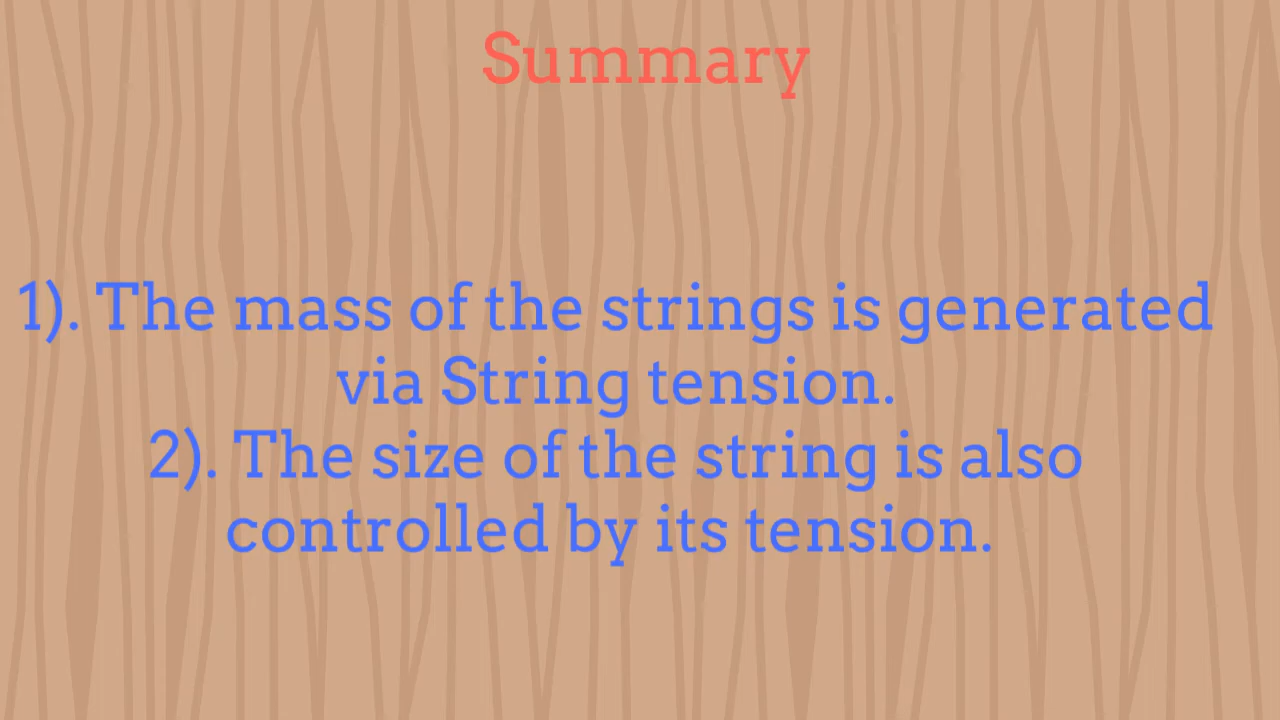 Summary
1). The mass of the strings is generated
via String tension.
2). The size of the string is also
controlled by its tension.